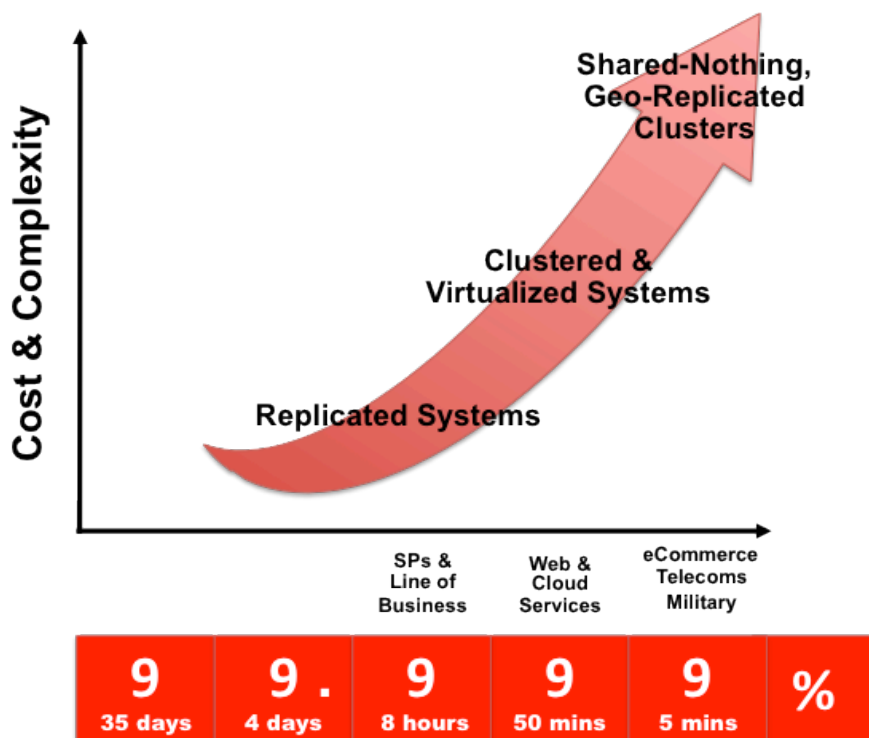 Cost & Complexity
Shared-Nothing,
Geo-Replicated
Clusters
Clustered &
Virtualized Systems
Replicated Systems
SPs &
Line of
Business
Web &
Cloud
Services
eCommerce
Telecoms
Military
9 9 . 9 9 9 %
35 days 4 days 8 hours 50 mins 5 mins